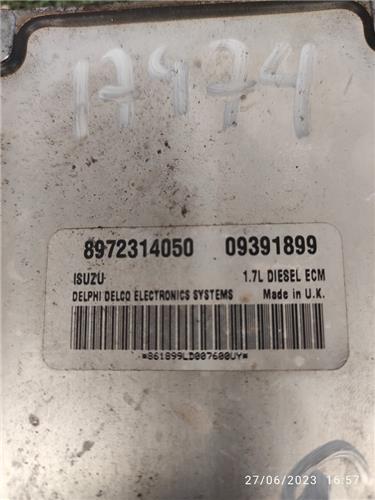 17974
8972314050 09391899
ISUZU 1.7L DIESEL ECM
DELPHI DELCO ELECTRONICS SYSTEMS Made in U.K.
*861899LD007600UY*
27/06/2023 16:57